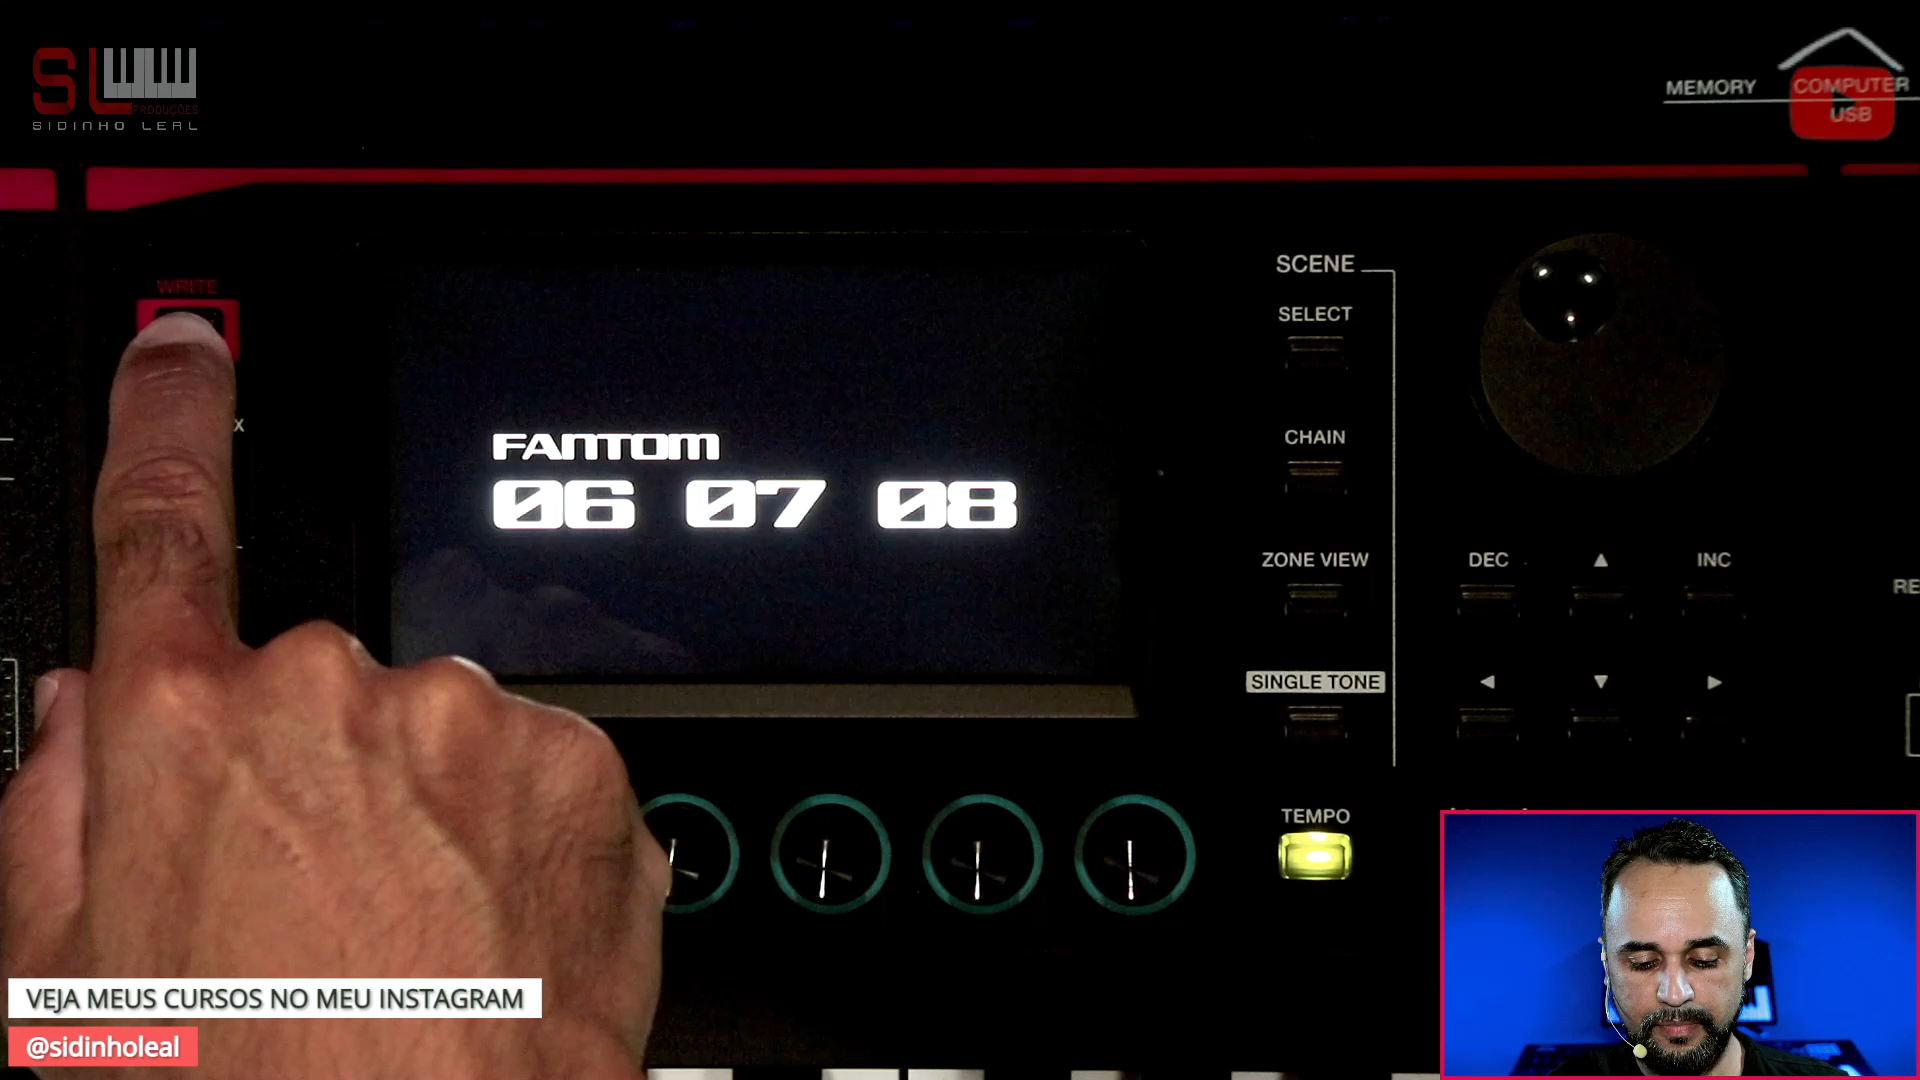 SL
PRODUÇÕES
SIDINHO LEAL
MEMORY
COMPUTER
USB
WRITE
X
SCENE
SELECT
CHAIN
ZONE VIEW
SINGLE TONE
TEMPO
DEC
INC
RE
FANTOM
06 07 08
VEJA MEUS CURSOS NO MEU INSTAGRAM
@sidinholeal